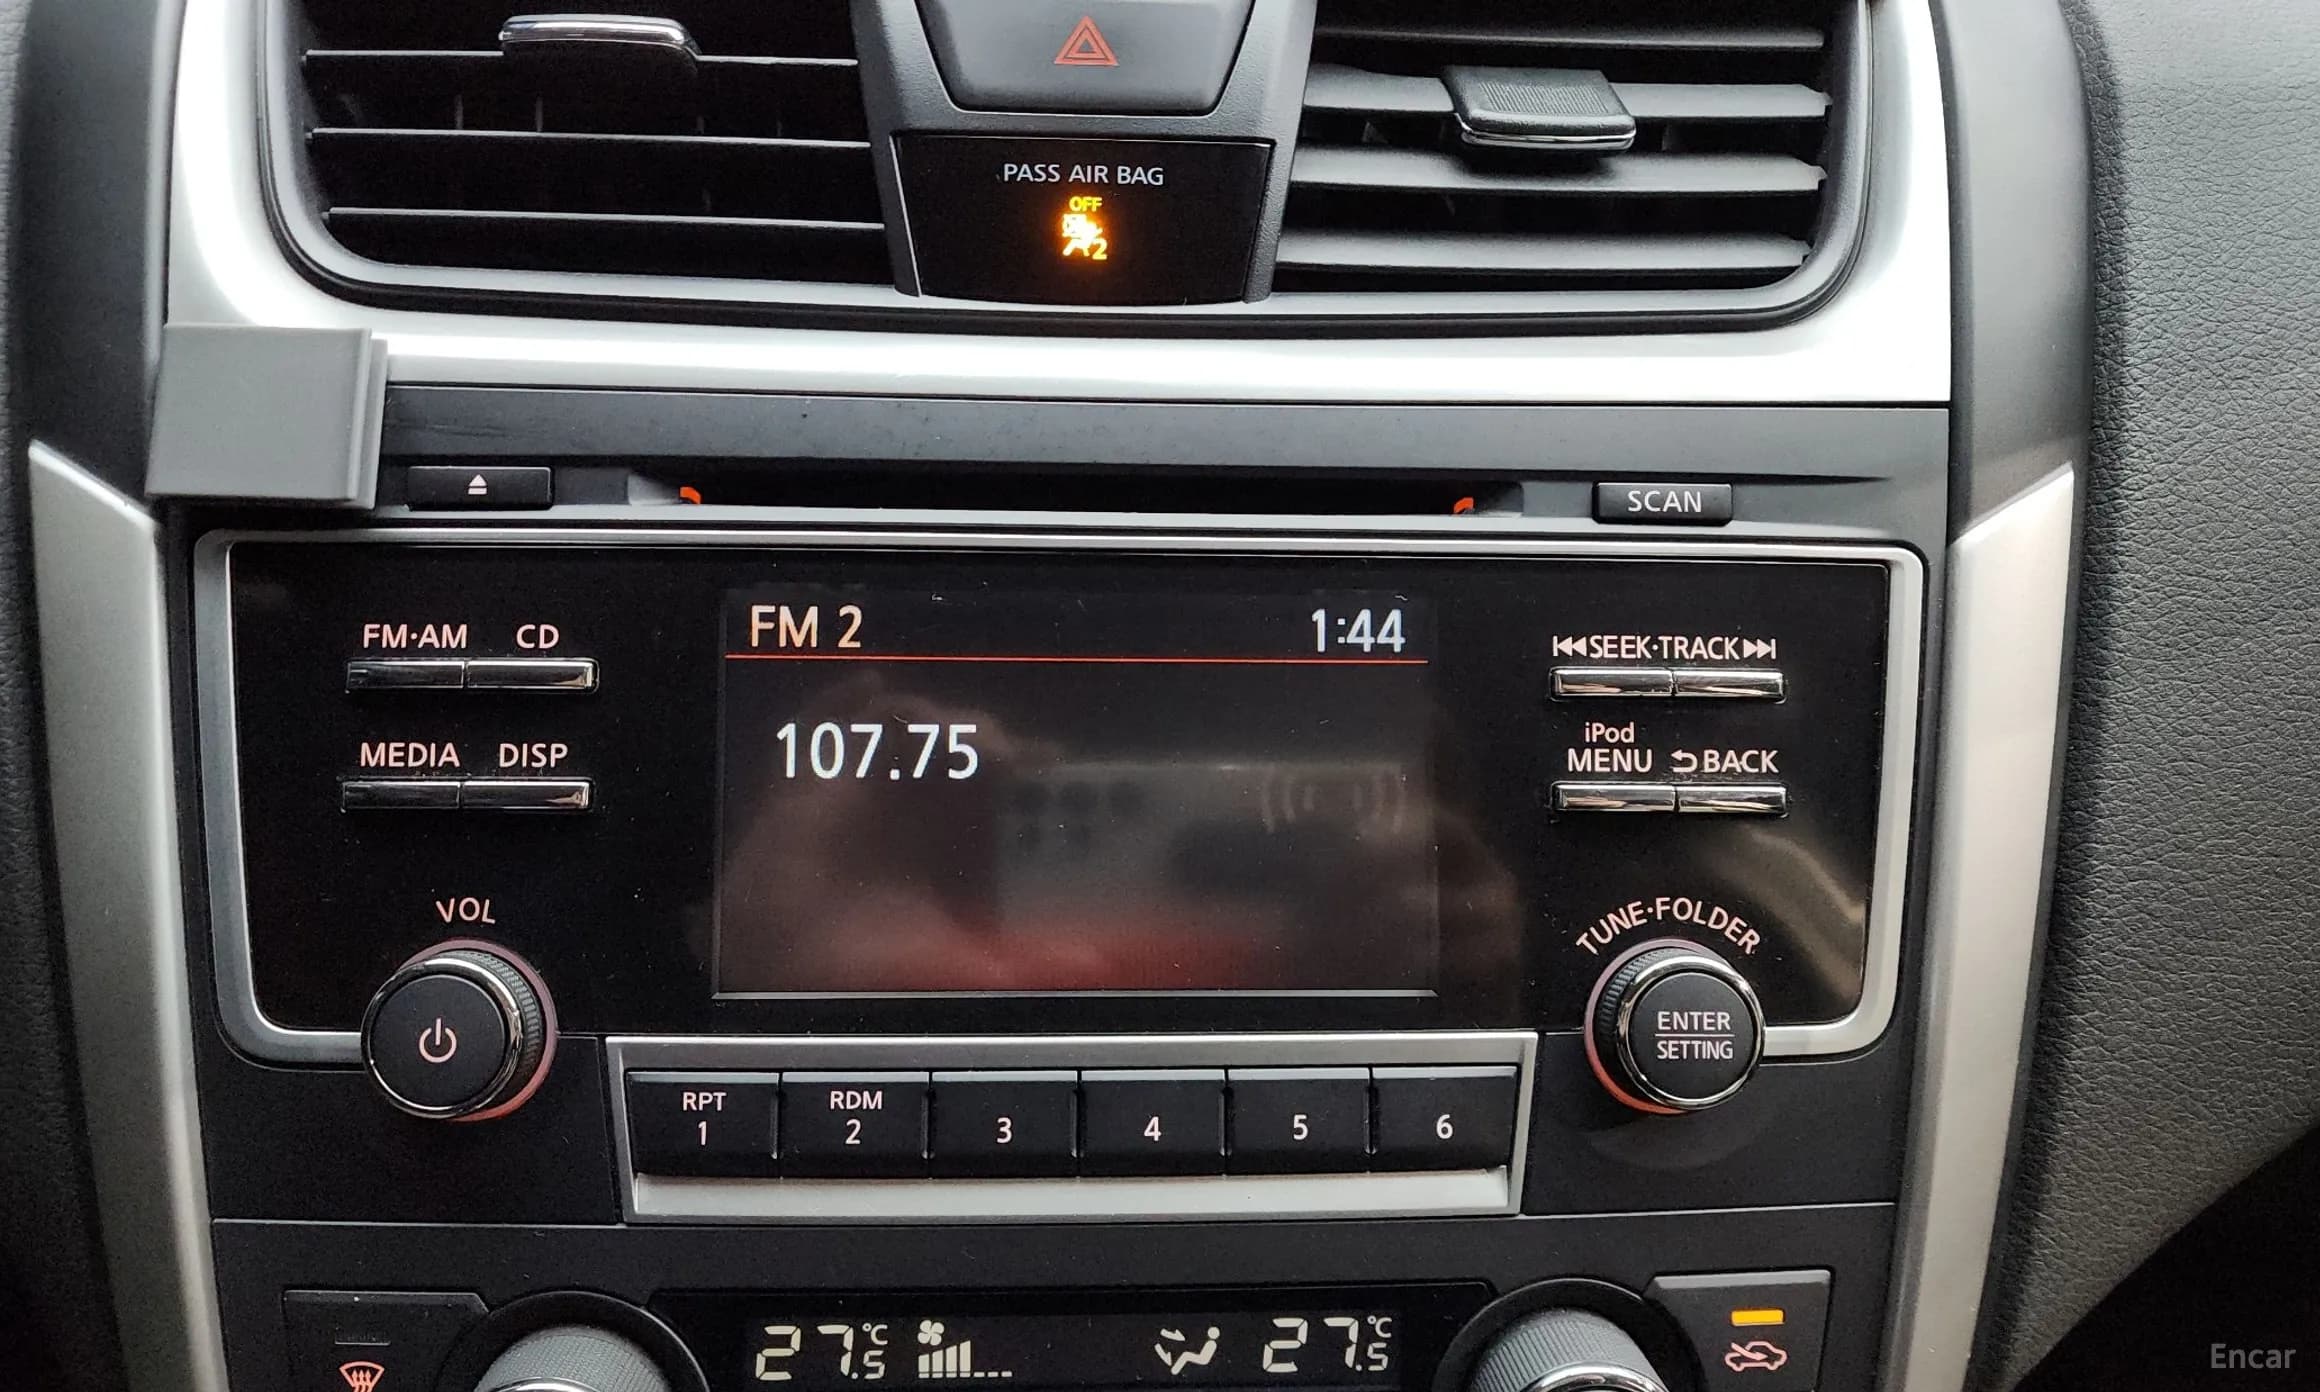 PASS AIR BAG
OFF
2
SCAN
FM 2 1:44
107.75
FM·AM CD
MEDIA DISP
VOL
SEEK·TRACK
iPod
MENU BACK
TUNE·FOLDER
ENTER
SETTING
RPT RDM
1 2 3 4 5 6
27.5°C 27.5°C
Encar